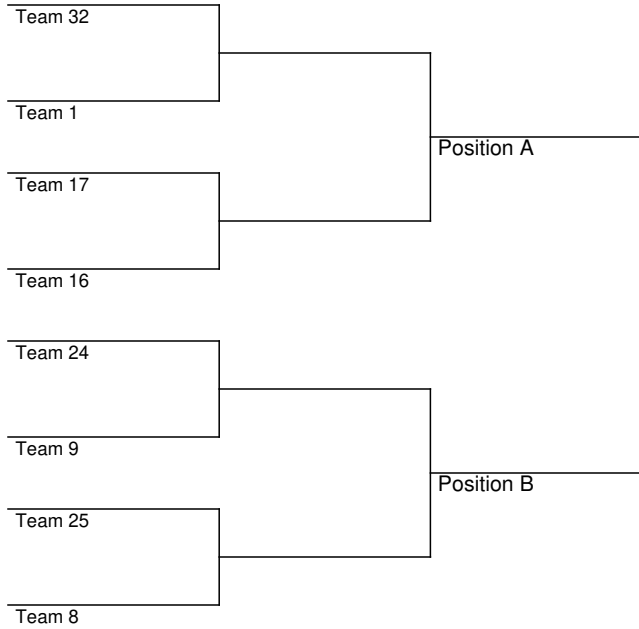 Team 32
Team 1
Position A
Team 17
Team 16
Team 24
Team 9
Position B
Team 25
Team 8